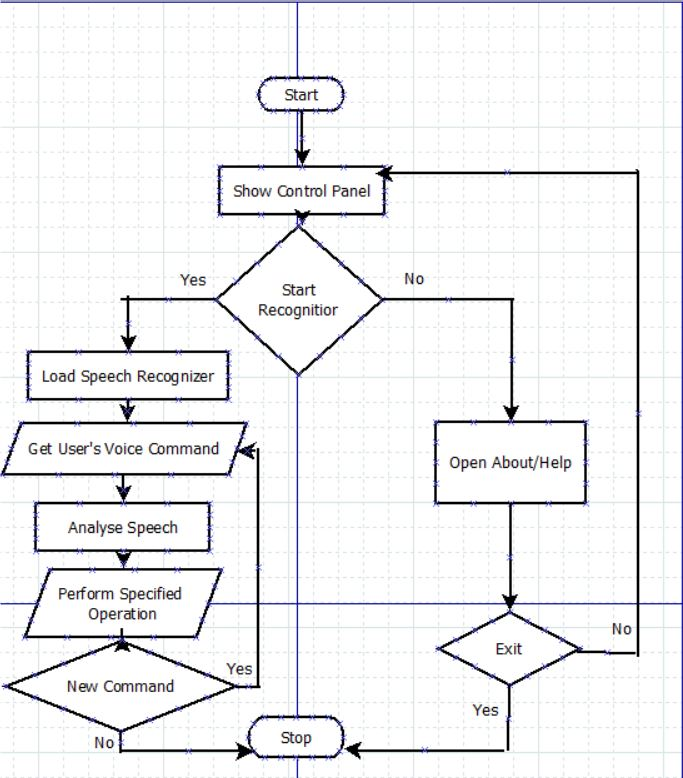 Start
Show Control Panel
Yes
No
Start
Recognitior
Load Speech Recognizer
Get User's Voice Command
Open About/Help
Analyse Speech
Perform Specified
Operation
No
Exit
Yes
New Command
Yes
No
Stop